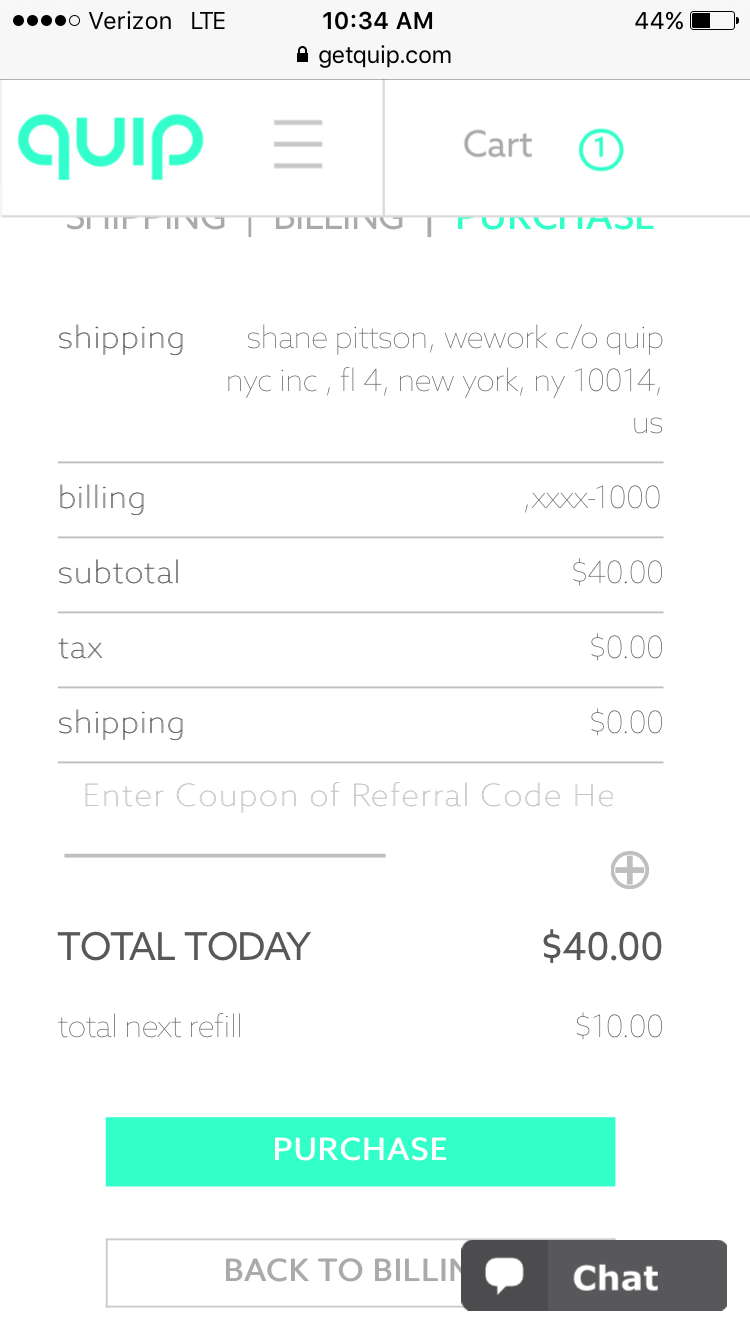 Verizon LTE 10:34 AM 44%
getquip.com
quip Cart 1
SHIPPING | BILLING | PURCHASE
shipping shane pittson, wework c/o quip
nyc inc , fl 4, new york, ny 10014,
us
billing ,xxxx-1000
subtotal $40.00
tax $0.00
shipping $0.00
Enter Coupon of Referral Code He
TOTAL TODAY $40.00
total next refill $10.00
PURCHASE
BACK TO BILLIN
Chat